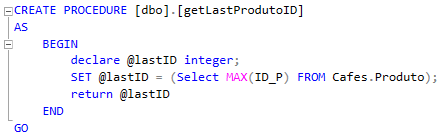 CREATE PROCEDURE [dbo].[getLastProdutoID]
AS
BEGIN
declare @lastID integer;
SET @lastID = (Select MAX(ID_P) FROM Cafes.Produto);
return @lastID
END
GO